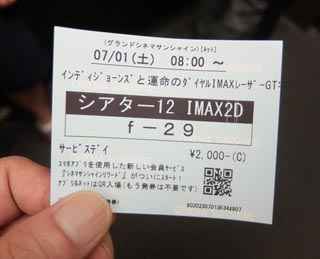 (グランドシネマサンシャイン)[ネット]
07/01(土) 08:00 ～
インディジョーンズと運命のダイヤルIMAXレーザーGT
シアター12 IMAX2D
f－29
サービスデイ
¥2,000-(C)
スマホアプリを使用した新しい会員サービス
『シネマサンシャインリワード』がついにスタート!
アプリ&ネットはQR入場(もう発券は不要です)